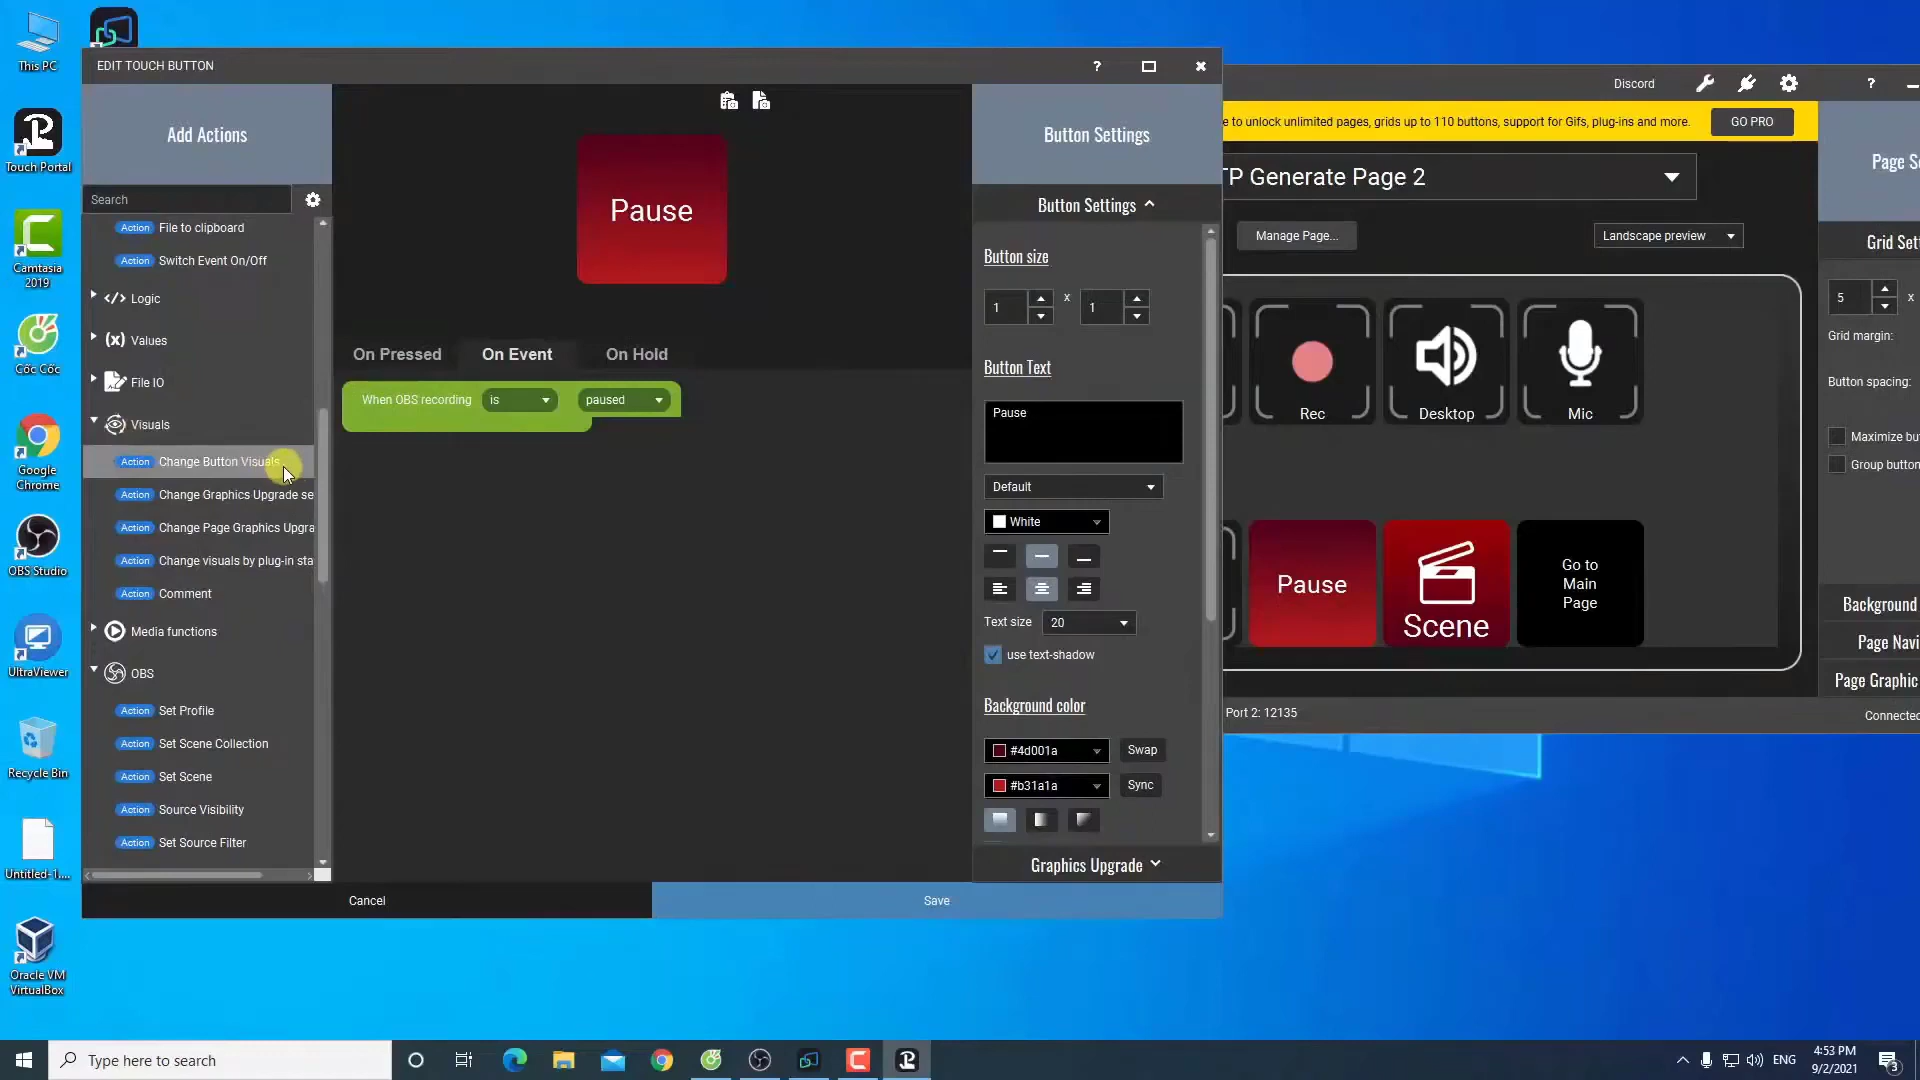 This PC
Touch Portal
Camtasia
2019
Cốc Cốc
Google
Chrome
OBS Studio
UltraViewer
Recycle Bin
Untitled-1....
Oracle VM
VirtualBox
EDIT TOUCH BUTTON
?
Add Actions
Search
Action File to clipboard
Action Switch Event On/Off
Logic
(x) Values
File IO
Visuals
Action Change Button Visuals
Action Change Graphics Upgrade se
Action Change Page Graphics Upgra
Action Change visuals by plug-in sta
Action Comment
Media functions
OBS
Action Set Profile
Action Set Scene Collection
Action Set Scene
Action Source Visibility
Action Set Source Filter
Pause
On Pressed
On Event
On Hold
When OBS recording is paused
Button Settings
Button Settings
Button size
1 x 1
Button Text
Pause
Default
White
Text size 20
use text-shadow
Background color
#4d001a Swap
#b31a1a Sync
Graphics Upgrade
Cancel
Save
Discord
?
e to unlock unlimited pages, grids up to 110 buttons, support for Gifs, plug-ins and more.
GO PRO
TP Generate Page 2
Manage Page...
Landscape preview
Rec
Desktop
Mic
Pause
Scene
Go to
Main
Page
Port 2: 12135
Page Se
Grid Sett
5 x
Grid margin:
Button spacing:
Maximize but
Group button
Background
Page Navi
Page Graphic
Connected
Type here to search
ENG
4:53 PM
9/2/2021
3